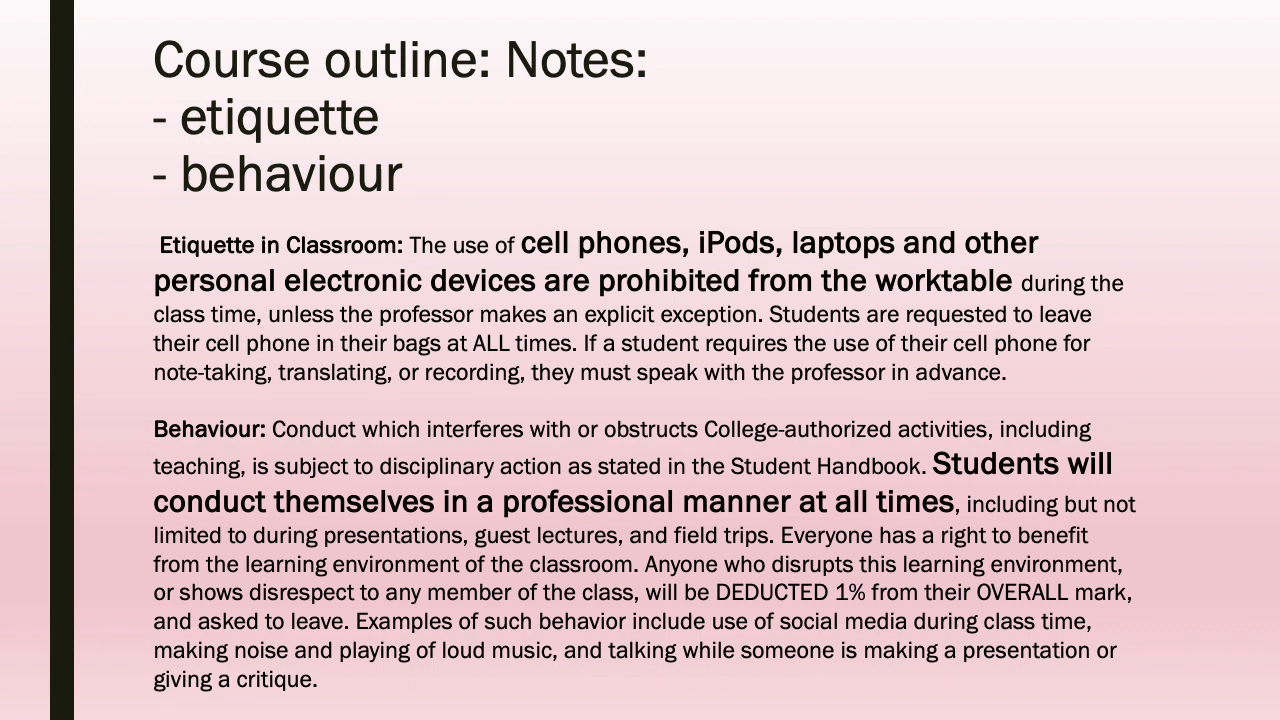 Course outline: Notes:
- etiquette
- behaviour
Etiquette in Classroom: The use of cell phones, iPods, laptops and other
personal electronic devices are prohibited from the worktable during the
class time, unless the professor makes an explicit exception. Students are requested to leave
their cell phone in their bags at ALL times. If a student requires the use of their cell phone for
note-taking, translating, or recording, they must speak with the professor in advance.
Behaviour: Conduct which interferes with or obstructs College-authorized activities, including
teaching, is subject to disciplinary action as stated in the Student Handbook. Students will
conduct themselves in a professional manner at all times, including but not
limited to during presentations, guest lectures, and field trips. Everyone has a right to benefit
from the learning environment of the classroom. Anyone who disrupts this learning environment,
or shows disrespect to any member of the class, will be DEDUCTED 1% from their OVERALL mark,
and asked to leave. Examples of such behavior include use of social media during class time,
making noise and playing of loud music, and talking while someone is making a presentation or
giving a critique.